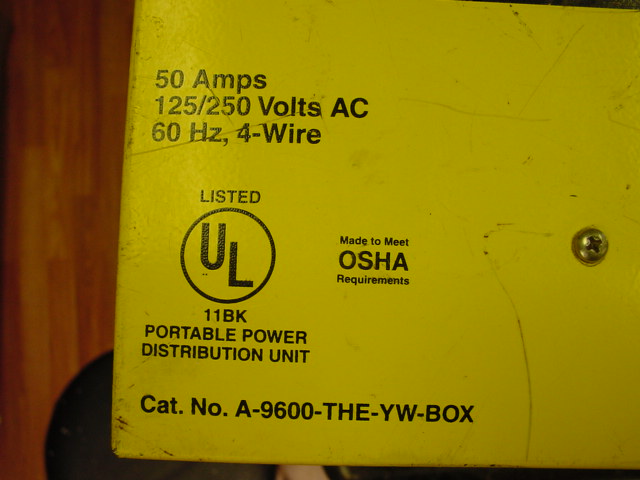 50 Amps
125/250 Volts AC
60 Hz, 4-Wire
LISTED
UL
11BK
PORTABLE POWER
DISTRIBUTION UNIT
Made to Meet
OSHA
Requirements
Cat. No. A-9600-THE-YW-BOX